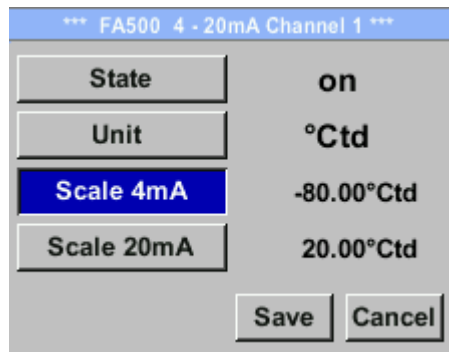 *** FA500 4 - 20mA Channel 1 ***
State on
Unit °Ctd
Scale 4mA -80.00°Ctd
Scale 20mA 20.00°Ctd
Save Cancel